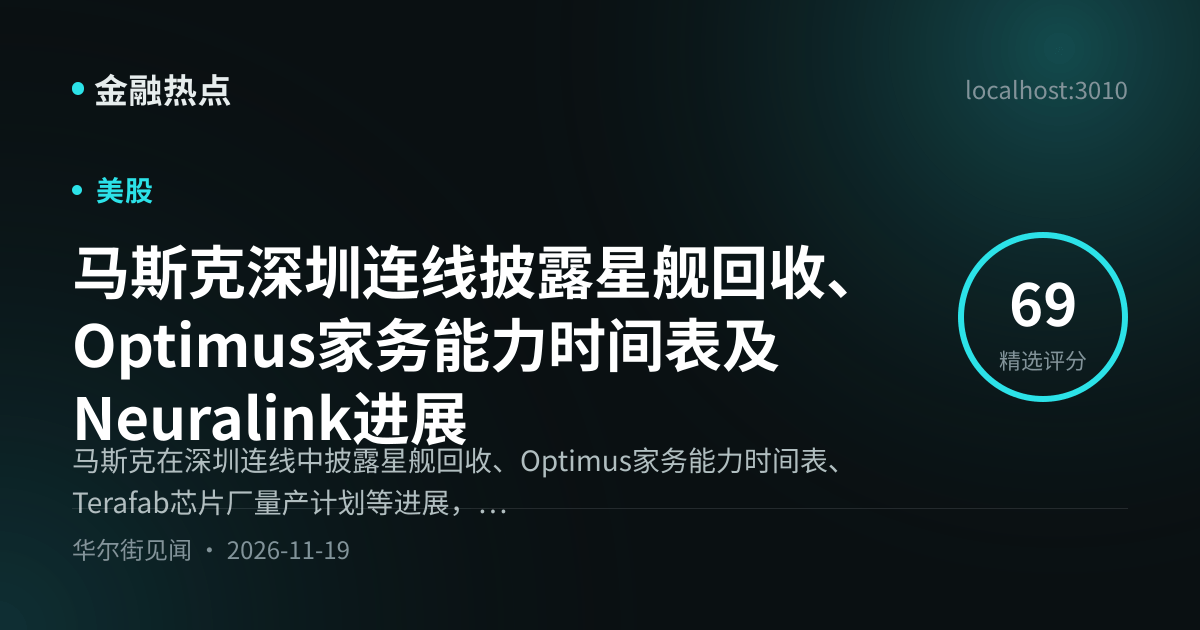 金融热点
localhost:3010
美股
马斯克深圳连线披露星舰回收、
Optimus家务能力时间表及
Neuralink进展
69
精选评分
马斯克在深圳连线中披露星舰回收、Optimus家务能力时间表、
Terafab芯片厂量产计划等进展，…
华尔街见闻 · 2026-11-19